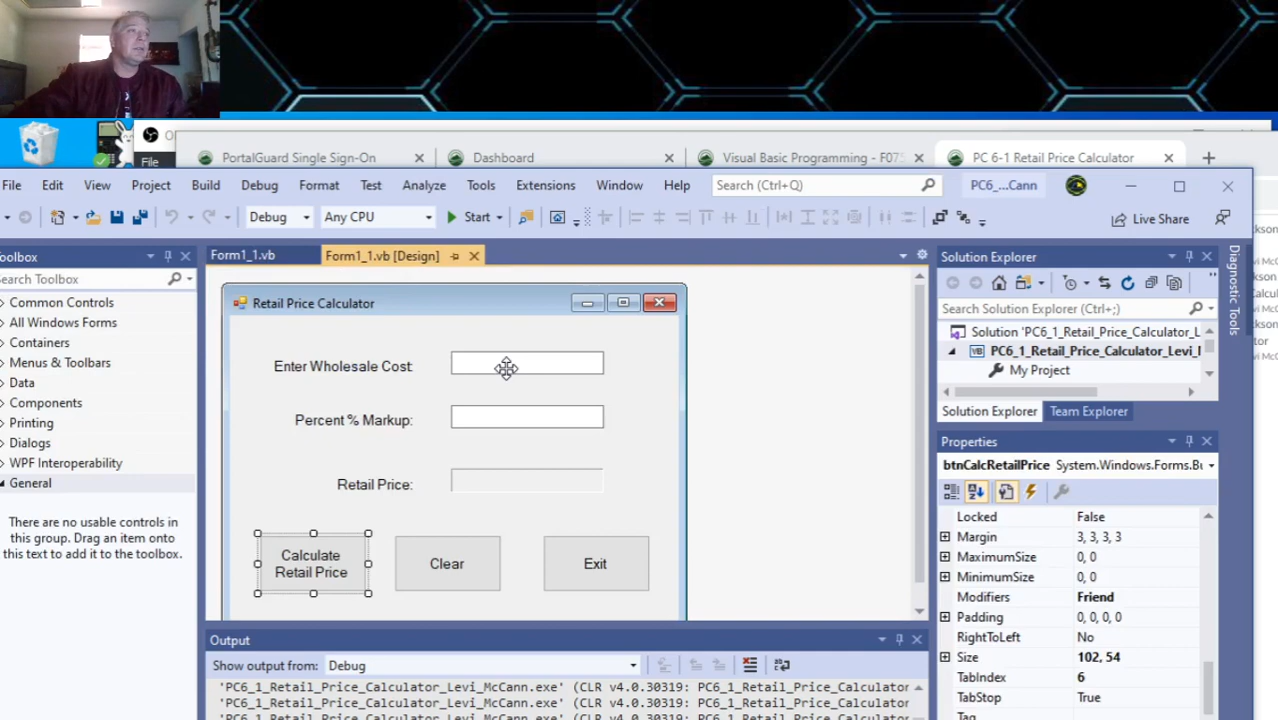 O
File
PortalGuard Single Sign-On
Dashboard
Visual Basic Programming - F07
PC 6-1 Retail Price Calculator
File Edit View Project Build Debug Format Test Analyze Tools Extensions Window Help Search (Ctrl+Q) PC6_...Cann
Debug Any CPU Start Live Share
oolbox Form1_1.vb Form1_1.vb [Design] Solution Explorer
earch Toolbox
Common Controls
All Windows Forms
Containers
Menus & Toolbars
Data
Components
Printing
Dialogs
WPF Interoperability
General
There are no usable controls in
this group. Drag an item onto
this text to add it to the toolbox.
Retail Price Calculator
Enter Wholesale Cost:
Percent % Markup:
Retail Price:
Calculate
Retail Price
Clear
Exit
Output
Show output from: Debug
'PC6_1_Retail_Price_Calculator_Levi_McCann.exe' (CLR v4.0.30319: PC6_1_Retail_Price_Calculator
'PC6_1_Retail_Price_Calculator_Levi_McCann.exe' (CLR v4.0.30319: PC6_1_Retail_Price_Calculator
Search Solution Explorer (Ctrl+;)
Solution 'PC6_1_Retail_Price_Calculator_L
PC6_1_Retail_Price_Calculator_Levi_
My Project
Solution Explorer Team Explorer
Properties
btnCalcRetailPrice System.Windows.Forms.Bu
Locked False
Margin 3, 3, 3, 3
MaximumSize 0, 0
MinimumSize 0, 0
Modifiers Friend
Padding 0, 0, 0, 0
RightToLeft No
Size 102, 54
TabIndex 6
TabStop True
Tag
Diagnostic Tools